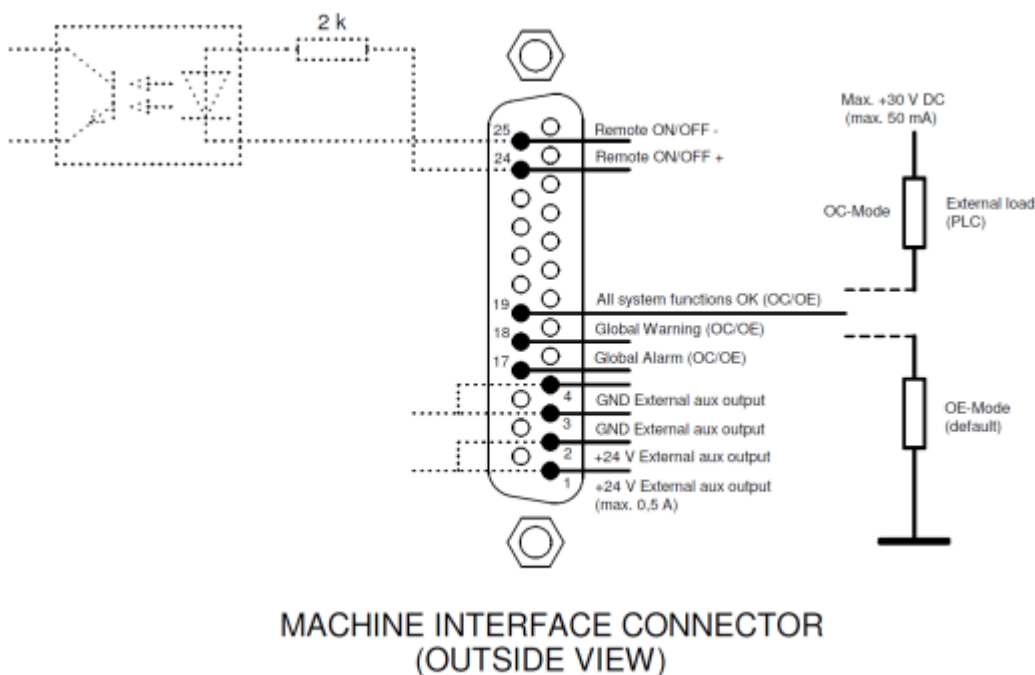 2 k
Max. +30 V DC
(max. 50 mA)
25
Remote ON/OFF -
24
Remote ON/OFF +
OC-Mode
External load
(PLC)
19
All system functions OK (OC/OE)
18
Global Warning (OC/OE)
17
Global Alarm (OC/OE)
4
GND External aux output
3
GND External aux output
2
+24 V External aux output
1
+24 V External aux output
(max. 0,5 A)
OE-Mode
(default)
MACHINE INTERFACE CONNECTOR
(OUTSIDE VIEW)